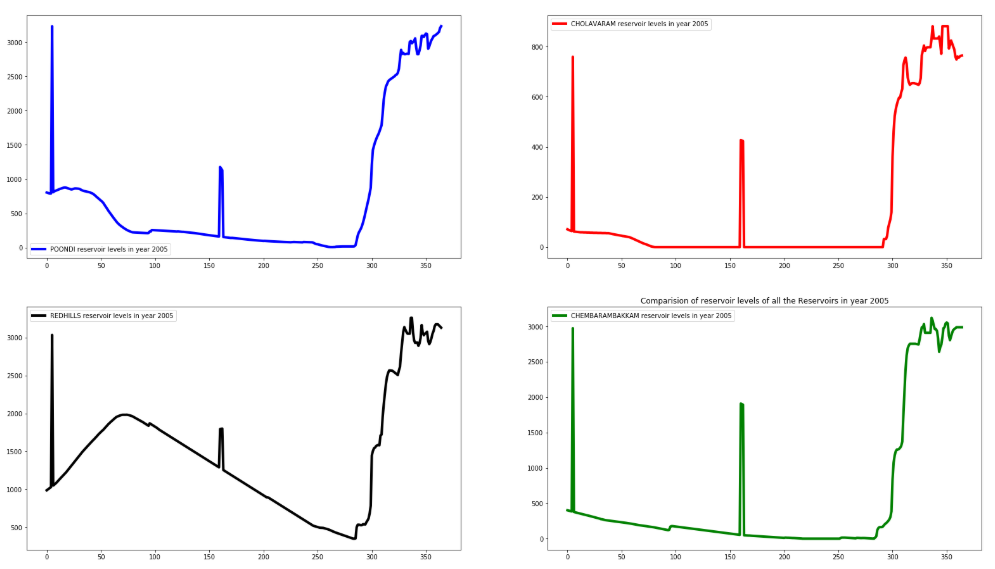 3000
2500
2000
1500
1000
500
0
POONDI reservoir levels in year 2005
0 50 100 150 200 250 300 350
CHOLAVARAM reservoir levels in year 2005
800
600
400
200
0
0 50 100 150 200 250 300 350
REDHILLS reservoir levels in year 2005
3000
2500
2000
1500
1000
500
0 50 100 150 200 250 300 350
Comparision of reservoir levels of all the Reservoirs in year 2005
CHEMBARAMBAKKAM reservoir levels in year 2005
3000
2500
2000
1500
1000
500
0
0 50 100 150 200 250 300 350